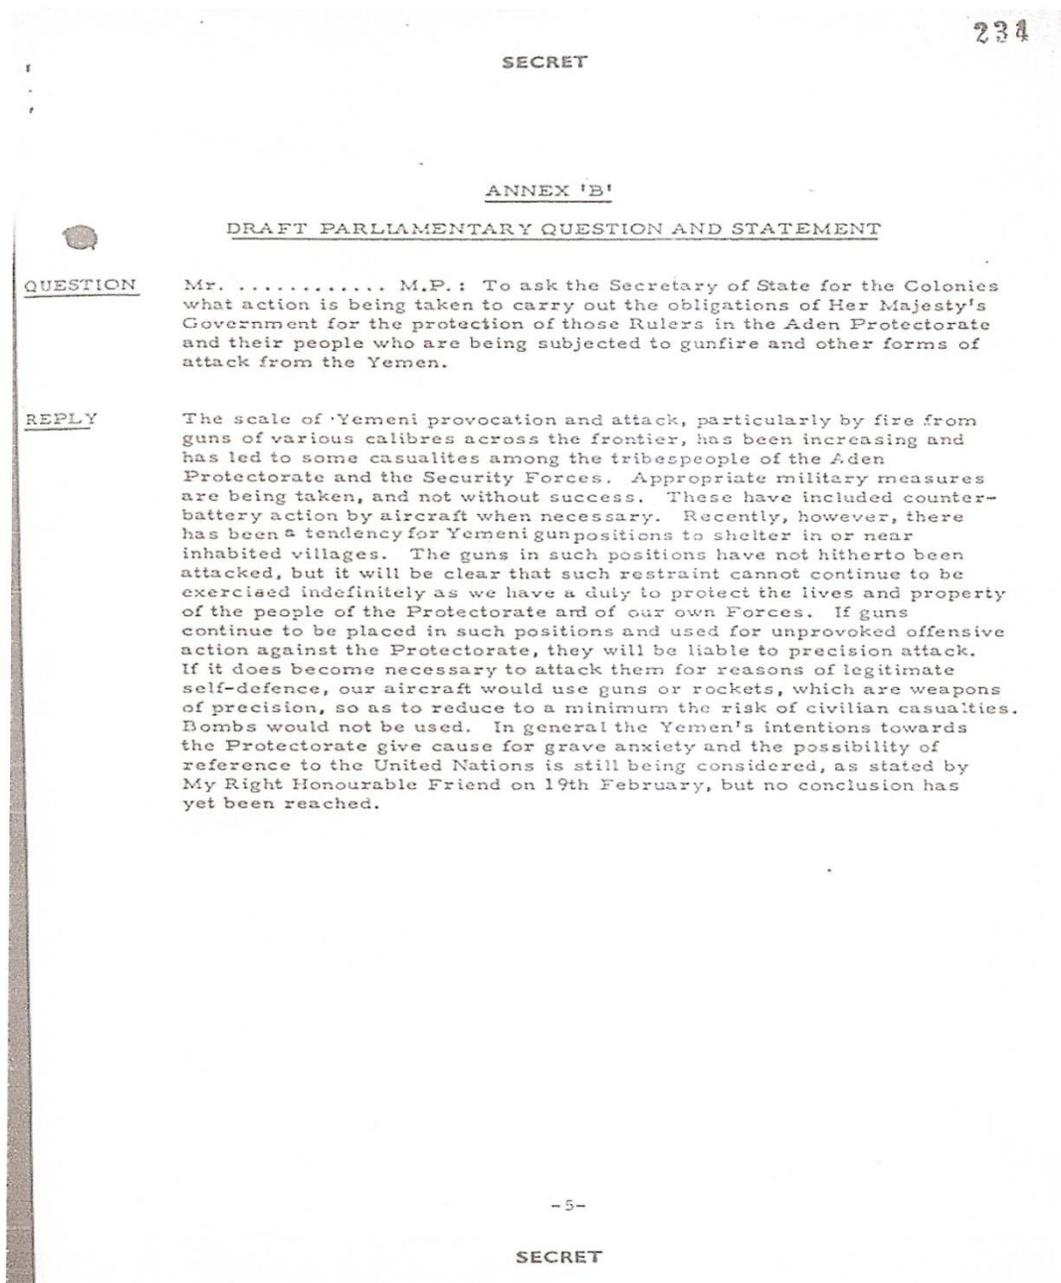 234
SECRET
ANNEX 'B'
DRAFT PARLIAMENTARY QUESTION AND STATEMENT
QUESTION Mr. ............. M.P.: To ask the Secretary of State for the Colonies
what action is being taken to carry out the obligations of Her Majesty's
Government for the protection of those Rulers in the Aden Protectorate
and their people who are being subjected to gunfire and other forms of
attack from the Yemen.
REPLY The scale of Yemeni provocation and attack, particularly by fire from
guns of various calibres across the frontier, has been increasing and
has led to some casualites among the tribespeople of the Aden
Protectorate and the Security Forces. Appropriate military measures
are being taken, and not without success. These have included counter-
battery action by aircraft when necessary. Recently, however, there
has been a tendency for Yemeni gun positions to shelter in or near
inhabited villages. The guns in such positions have not hitherto been
attacked, but it will be clear that such restraint cannot continue to be
exercised indefinitely as we have a duty to protect the lives and property
of the people of the Protectorate and of our own Forces. If guns
continue to be placed in such positions and used for unprovoked offensive
action against the Protectorate, they will be liable to precision attack.
If it does become necessary to attack them for reasons of legitimate
self-defence, our aircraft would use guns or rockets, which are weapons
of precision, so as to reduce to a minimum the risk of civilian casualties.
Bombs would not be used. In general the Yemen's intentions towards
the Protectorate give cause for grave anxiety and the possibility of
reference to the United Nations is still being considered, as stated by
My Right Honourable Friend on 19th February, but no conclusion has
yet been reached.
-5-
SECRET